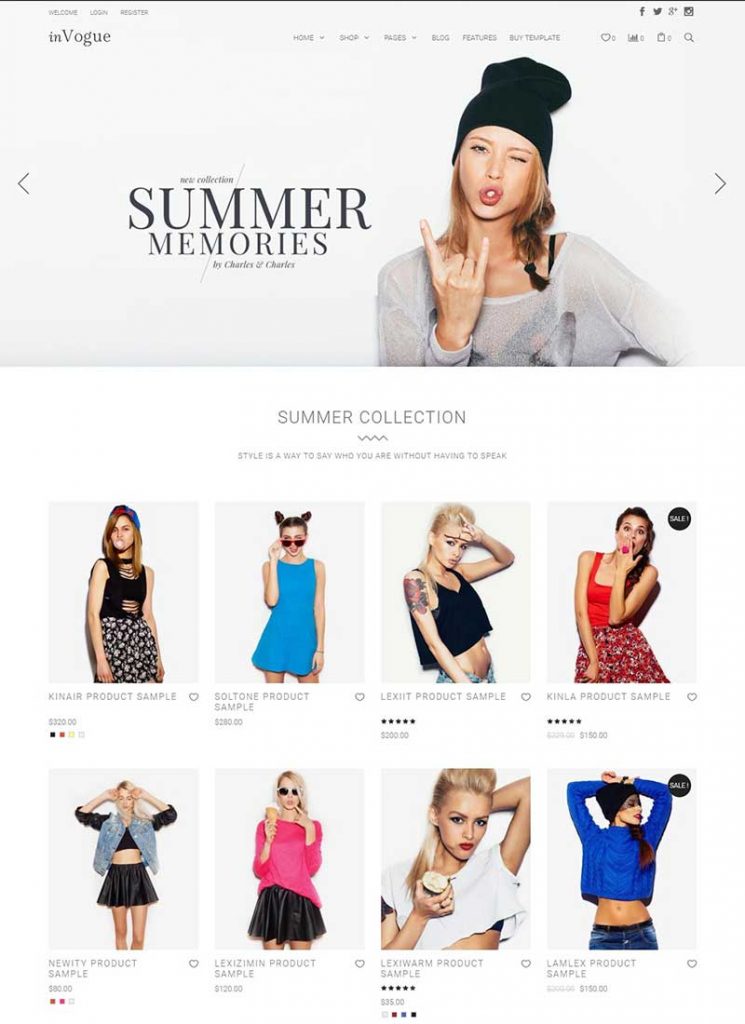 WELCOME LOGIN REGISTER
inVogue
HOME SHOP PAGES BLOG FEATURES BUY TEMPLATE 0 0 0
new collection
SUMMER
MEMORIES
by Charles & Charles
SUMMER COLLECTION
STYLE IS A WAY TO SAY WHO YOU ARE WITHOUT HAVING TO SPEAK
SALE!
KINAIR PRODUCT SAMPLE
$320.00
SOLTONE PRODUCT
SAMPLE
$280.00
LEXIIT PRODUCT SAMPLE
$200.00
KINLA PRODUCT SAMPLE
$150.00
SALE!
NEWITY PRODUCT
SAMPLE
$80.00
LEXIZIMIN PRODUCT
SAMPLE
$120.00
LEXIWARM PRODUCT
SAMPLE
$35.00
LAMLEX PRODUCT
SAMPLE
$150.00